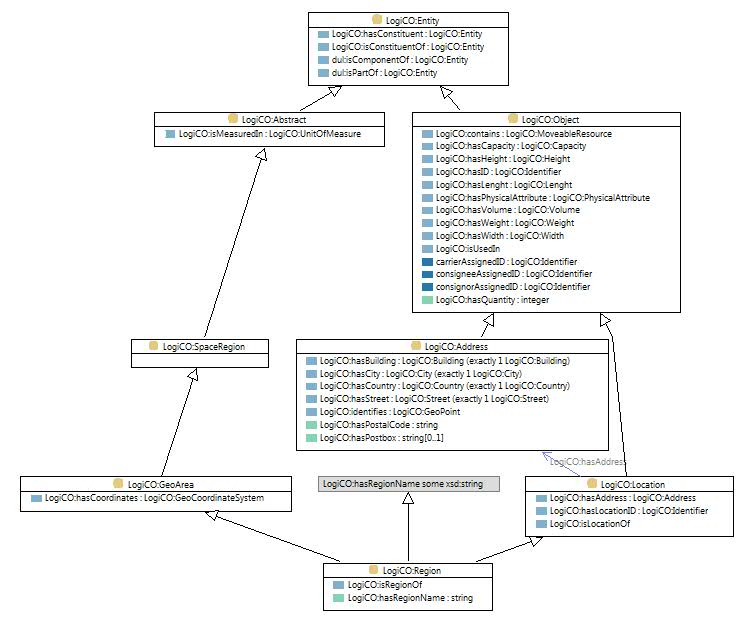 LogiCO:Entity
LogiCO:hasConstituent : LogiCO:Entity
LogiCO:isConstituentOf : LogiCO:Entity
dul:isComponentOf : LogiCO:Entity
dul:isPartOf : LogiCO:Entity
LogiCO:Abstract
LogiCO:isMeasuredIn : LogiCO:UnitOfMeasure
LogiCO:Object
LogiCO:contains : LogiCO:MoveableResource
LogiCO:hasCapacity : LogiCO:Capacity
LogiCO:hasHeight : LogiCO:Height
LogiCO:hasID : LogiCO:Identifier
LogiCO:hasLenght : LogiCO:Lenght
LogiCO:hasPhysicalAttribute : LogiCO:PhysicalAttribute
LogiCO:hasVolume : LogiCO:Volume
LogiCO:hasWeight : LogiCO:Weight
LogiCO:hasWidth : LogiCO:Width
LogiCO:isUsedIn
carrierAssignedID : LogiCO:Identifier
consigneeAssignedID : LogiCO:Identifier
consignorAssignedID : LogiCO:Identifier
LogiCO:hasQuantity : integer
LogiCO:SpaceRegion
LogiCO:Address
LogiCO:hasBuilding : LogiCO:Building (exactly 1 LogiCO:Building)
LogiCO:hasCity : LogiCO:City (exactly 1 LogiCO:City)
LogiCO:hasCountry : LogiCO:Country (exactly 1 LogiCO:Country)
LogiCO:hasStreet : LogiCO:Street (exactly 1 LogiCO:Street)
LogiCO:identifies : LogiCO:GeoPoint
LogiCO:hasPostalCode : string
LogiCO:hasPostbox : string[0..1]
LogiCO:hasAddress
LogiCO:GeoArea
LogiCO:hasCoordinates : LogiCO:GeoCoordinateSystem
LogiCO:hasRegionName some xsd:string
LogiCO:Location
LogiCO:hasAddress : LogiCO:Address
LogiCO:hasLocationID : LogiCO:Identifier
LogiCO:isLocationOf
LogiCO:Region
LogiCO:isRegionOf
LogiCO:hasRegionName : string